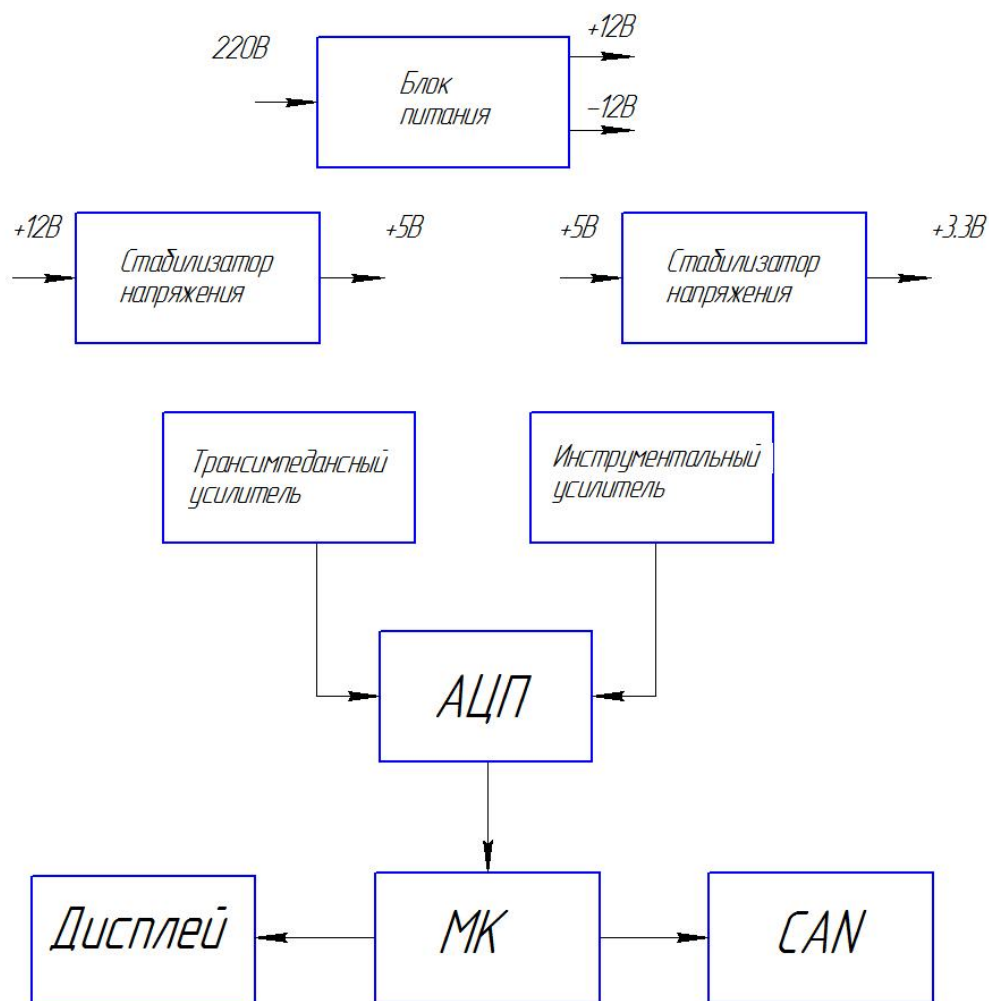 220В
+12В
Блок
питания
-12В
+12В
Стабилизатор
напряжения
+5В
+5В
Стабилизатор
напряжения
+3.3В
Трансимпедансный
усилитель
Инструментальный
усилитель
АЦП
Дисплей
МК
CAN